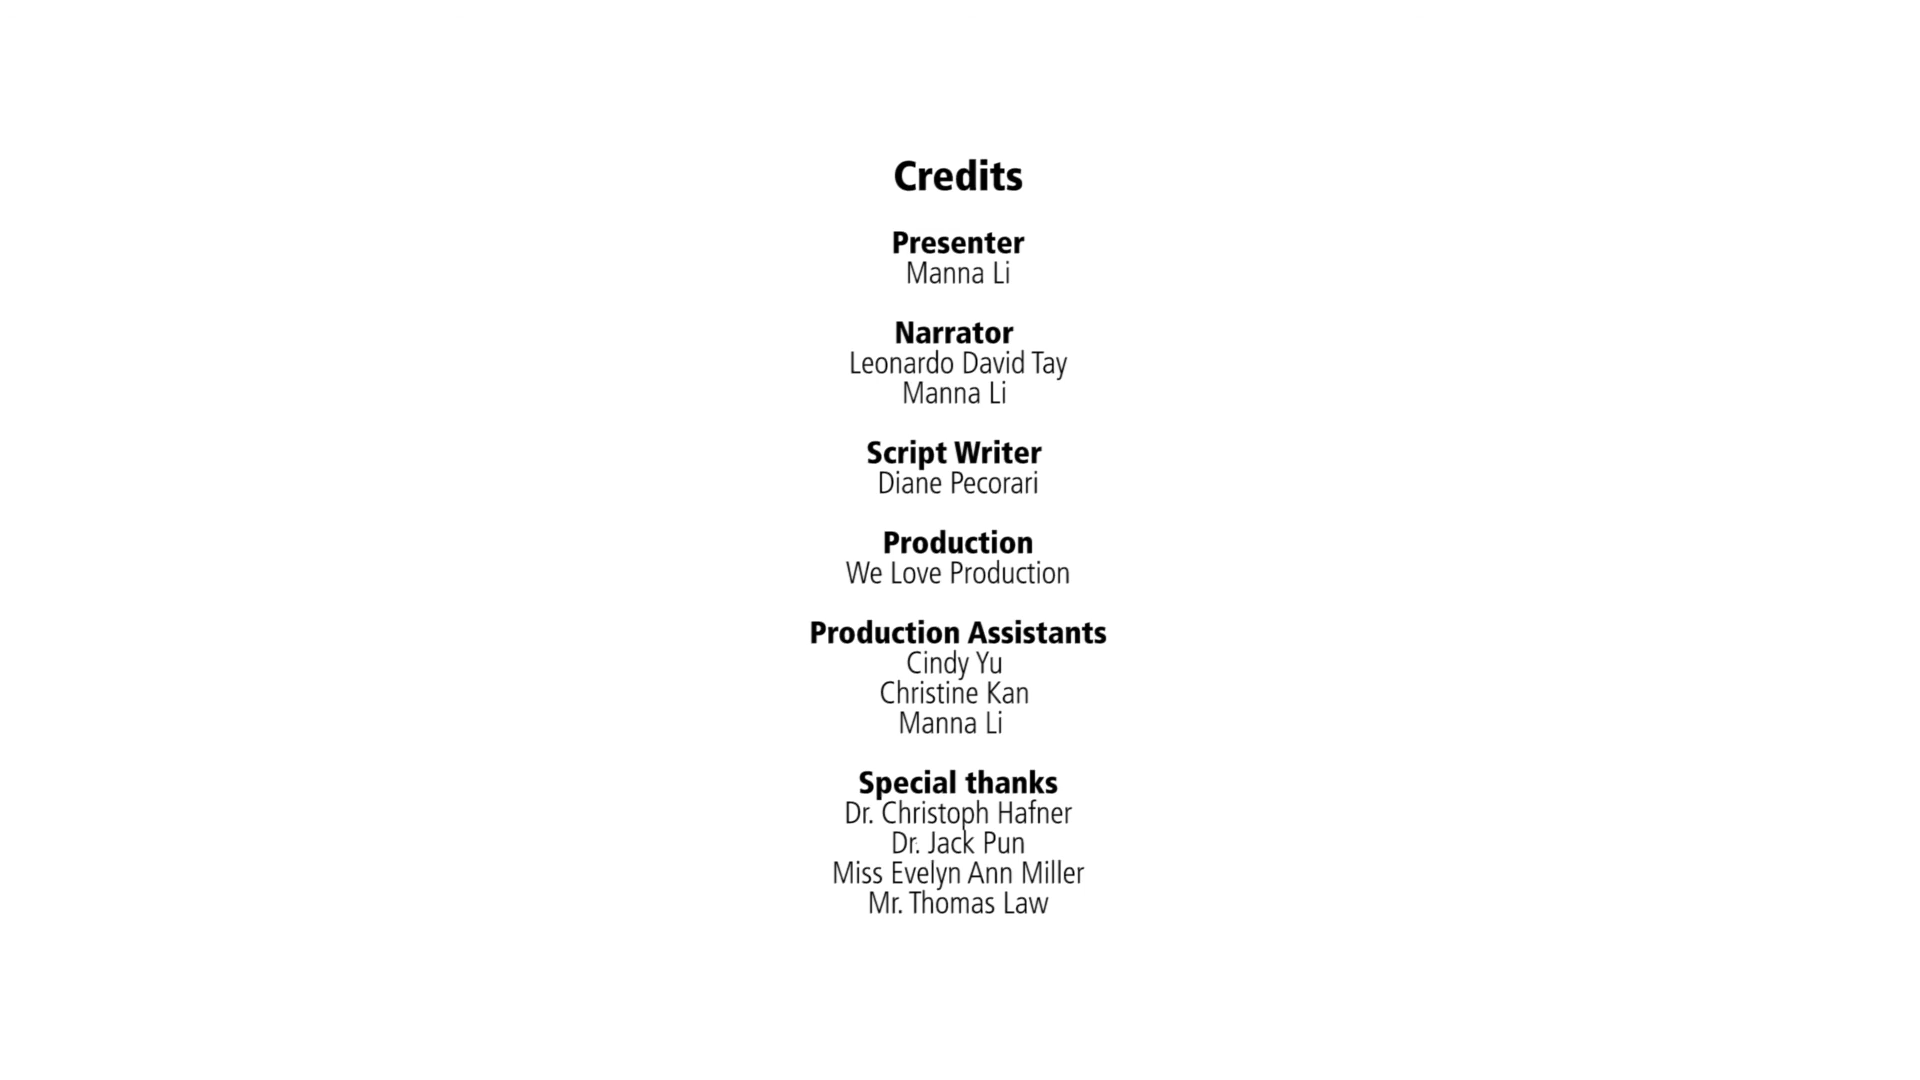 Credits
Presenter
Manna Li
Narrator
Leonardo David Tay
Manna Li
Script Writer
Diane Pecorari
Production
We Love Production
Production Assistants
Cindy Yu
Christine Kan
Manna Li
Special thanks
Dr. Christoph Hafner
Dr. Jack Pun
Miss Evelyn Ann Miller
Mr. Thomas Law